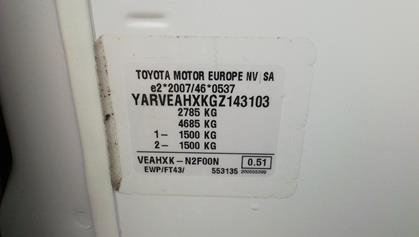 TOYOTA MOTOR EUROPE NV/SA
e2*2007/46*0537
YARVEAHXKGZ143103
2785 KG
4685 KG
1- 1500 KG
2- 1500 KG
VEAHXK-N2F00N 0.51
EWP/FT43/ 553135